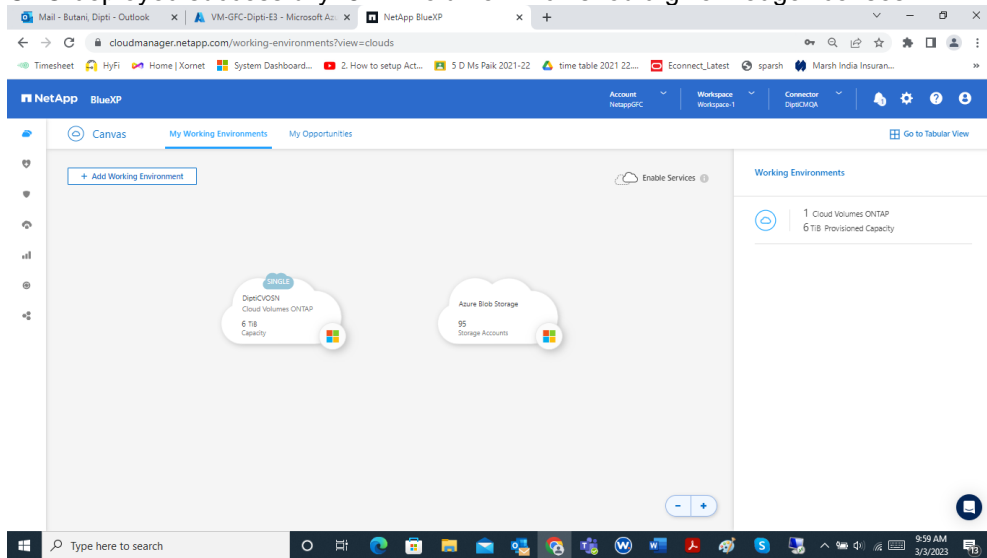 Mail - Butani, Dipti - Outlook
VM-GFC-Dipti-E3 - Microsoft Az
NetApp BlueXP
cloudmanager.netapp.com/working-environments?view=clouds
Timesheet
HyFi
Home | Xornet
System Dashboard...
2. How to setup Act...
5 D Ms Paik 2021-22
time table 2021 22....
Econnect_Latest
sparsh
Marsh India Insuran...
NetApp BlueXP
Account
NetappGFC
Workspace
Workspace-1
Connector
DiptiCMQA
Canvas
My Working Environments
My Opportunities
Go to Tabular View
+ Add Working Environment
Enable Services
Working Environments
1 Cloud Volumes ONTAP
6 TiB Provisioned Capacity
SINGLE
DiptiCVOSN
Cloud Volumes ONTAP
6 TiB
Capacity
Azure Blob Storage
95
Storage Accounts
Type here to search
9:59 AM
3/3/2023